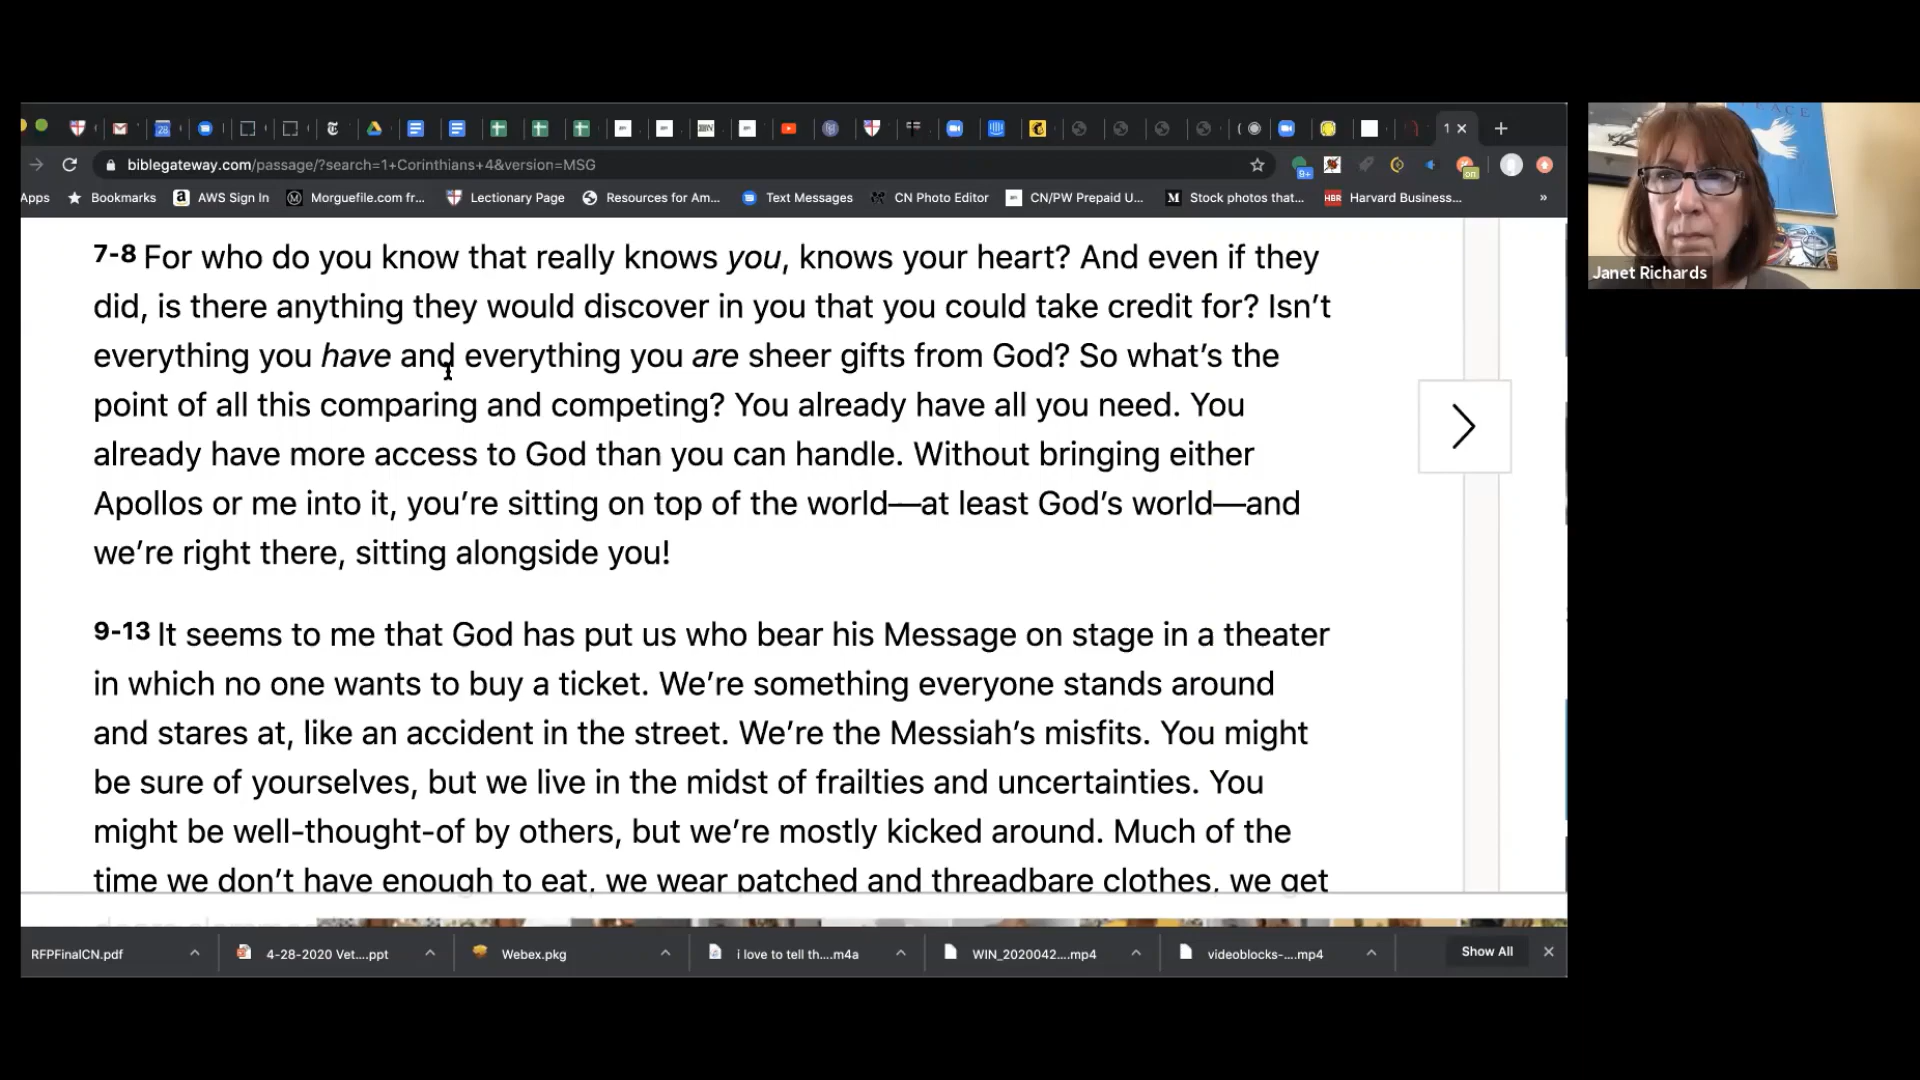 1
biblegateway.com/passage/?search=1+Corinthians+4&version=MSG
9+
on
Apps Bookmarks AWS Sign In Morguefile.com fr... Lectionary Page Resources for Am... Text Messages CN Photo Editor CN/PW Prepaid U... Stock photos that... HBR Harvard Business... »
7-8 For who do you know that really knows you, knows your heart? And even if they
did, is there anything they would discover in you that you could take credit for? Isn’t
everything you have and everything you are sheer gifts from God? So what’s the
point of all this comparing and competing? You already have all you need. You
already have more access to God than you can handle. Without bringing either
Apollos or me into it, you’re sitting on top of the world—at least God’s world—and
we’re right there, sitting alongside you!
9-13 It seems to me that God has put us who bear his Message on stage in a theater
in which no one wants to buy a ticket. We’re something everyone stands around
and stares at, like an accident in the street. We’re the Messiah’s misfits. You might
be sure of yourselves, but we live in the midst of frailties and uncertainties. You
might be well-thought-of by others, but we’re mostly kicked around. Much of the
time we don’t have enough to eat, we wear patched and threadbare clothes, we get
RFPFinalCN.pdf 4-28-2020 Vet....ppt Webex.pkg i love to tell th....m4a WIN_2020042....mp4 videoblocks-....mp4 Show All
PEACE
Janet Richards